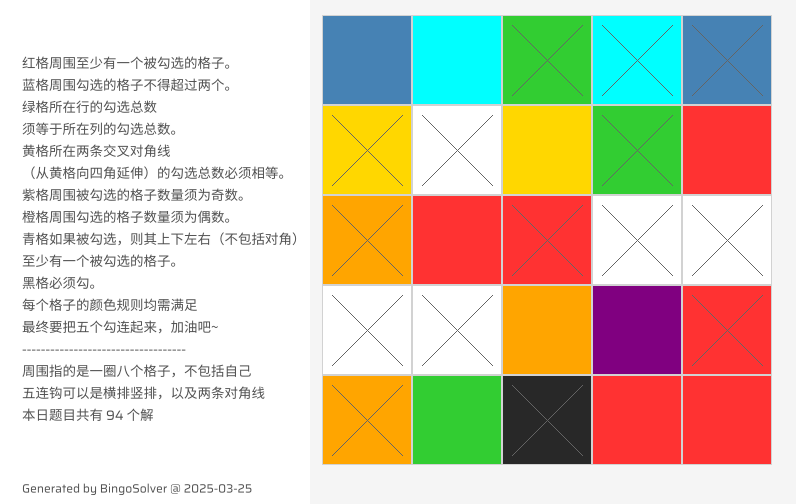 红格周围至少有一个被勾选的格子。
蓝格周围勾选的格子不得超过两个。
绿格所在行的勾选总数
须等于所在列的勾选总数。
黄格所在两条交叉对角线
（从黄格向四角延伸）的勾选总数必须相等。
紫格周围被勾选的格子数量须为奇数。
橙格周围勾选的格子数量须为偶数。
青格如果被勾选，则其上下左右（不包括对角）
至少有一个被勾选的格子。
黑格必须勾。
每个格子的颜色规则均需满足
最终要把五个勾连起来，加油吧~
-----------------------------------
周围指的是一圈八个格子，不包括自己
五连钩可以是横排竖排，以及两条对角线
本日题目共有 94 个解
Generated by BingoSolver @ 2025-03-25